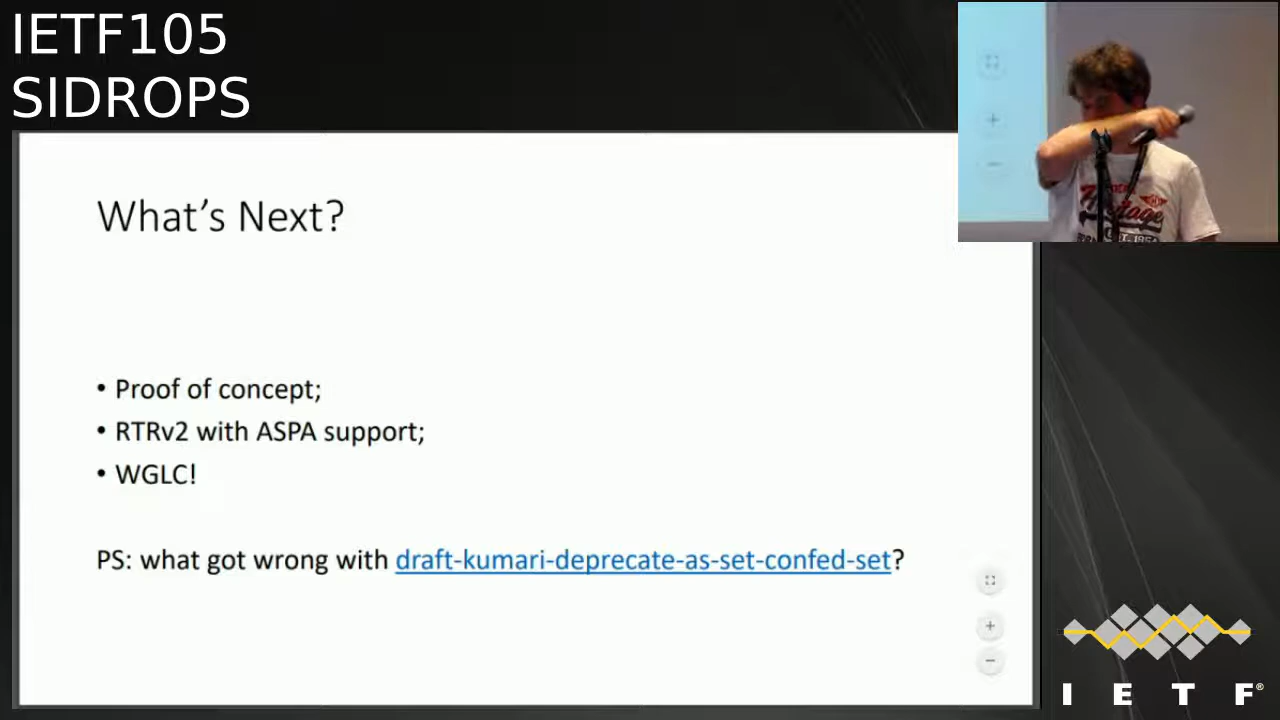 IETF105
SIDROPS
What's Next?
• Proof of concept;
• RTRv2 with ASPA support;
• WGLC!
PS: what got wrong with draft-kumari-deprecate-as-set-confed-set?
Heritage
I E T F®